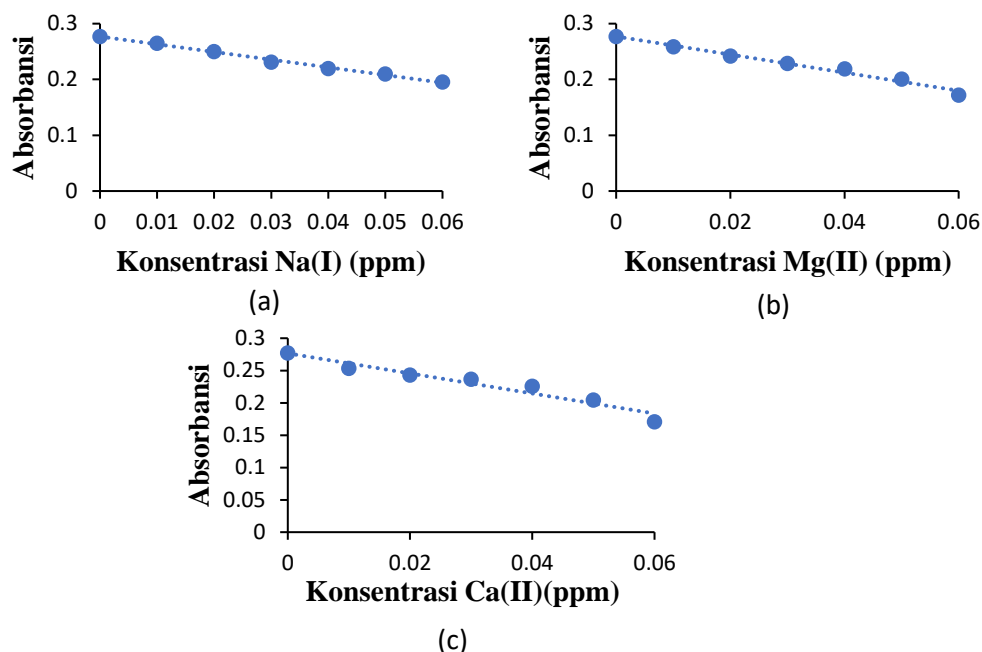 0.3
0.2
0.1
0
0 0.01 0.02 0.03 0.04 0.05 0.06
Absorbansi
Konsentrasi Na(I) (ppm)
(a)
0.3
0.2
0.1
0
0 0.02 0.04 0.06
Absorbansi
Konsentrasi Mg(II) (ppm)
(b)
0.3
0.25
0.2
0.15
0.1
0.05
0
0 0.02 0.04 0.06
Absorbansi
Konsentrasi Ca(II)(ppm)
(c)